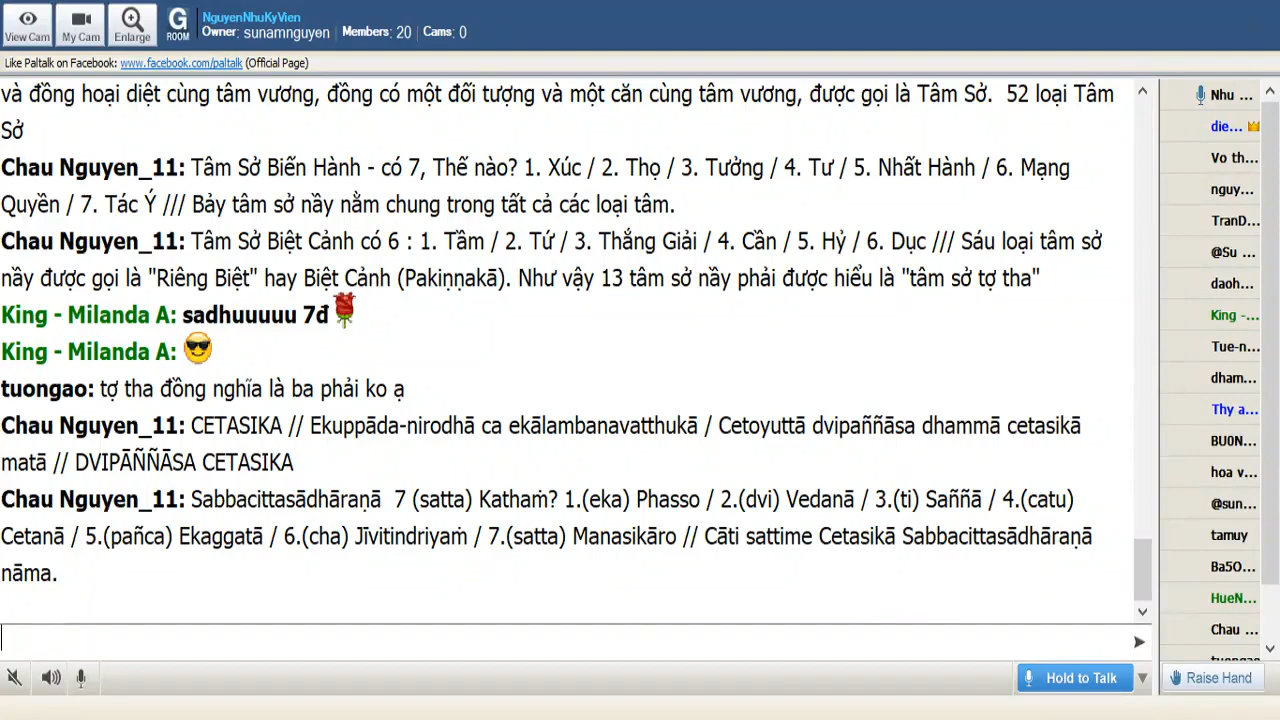 View Cam
My Cam
Enlarge
G
ROOM
NguyenNhuKyVien
Owner: sunamnguyen Members: 20 Cams: 0
Like Paltalk on Facebook: www.facebook.com/paltalk (Official Page)
và đồng hoại diệt cùng tâm vương, đồng có một đối tượng và một căn cùng tâm vương, được gọi là Tâm Sở. 52 loại Tâm
Sở
Chau Nguyen_11: Tâm Sở Biến Hành - có 7, Thế nào? 1. Xúc / 2. Thọ / 3. Tưởng / 4. Tư / 5. Nhất Hành / 6. Mạng
Quyền / 7. Tác Ý /// Bảy tâm sở nầy nằm chung trong tất cả các loại tâm.
Chau Nguyen_11: Tâm Sở Biệt Cảnh có 6 : 1. Tầm / 2. Tứ / 3. Thắng Giải / 4. Cần / 5. Hỷ / 6. Dục /// Sáu loại tâm sở
nầy được gọi là "Riêng Biệt" hay Biệt Cảnh (Pakiṇṇakā). Như vậy 13 tâm sở nầy phải được hiểu là "tâm sở tợ tha"
King - Milanda A: sadhuuuuu 7đ
King - Milanda A:
tuongao: tợ tha đồng nghĩa là ba phải ko ạ
Chau Nguyen_11: CETASIKA // Ekuppāda-nirodhā ca ekālambanavatthukā / Cetoyuttā dvipaññāsa dhammā cetasikā
matā // DVIPĀÑÑĀSA CETASIKA
Chau Nguyen_11: Sabbacittasādhāraṇā 7 (satta) Kathaṁ? 1.(eka) Phasso / 2.(dvi) Vedanā / 3.(ti) Saññā / 4.(catu)
Cetanā / 5.(pañca) Ekaggatā / 6.(cha) Jīvitindriyaṁ / 7.(satta) Manasikāro // Cāti sattime Cetasikā Sabbacittasādhāraṇā
nāma.
Nhu ...
die...
Vo th...
nguy...
TranD...
@Su ...
daoh...
King -...
Tue-n...
dham...
Thy a...
BU0N...
hoa v...
@sun...
tamuy
Ba5O...
HueN...
Chau ...
Hold to Talk
Raise Hand